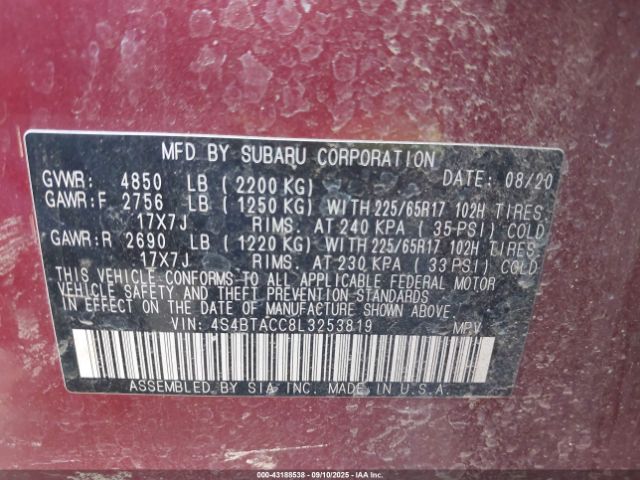 MFD BY SUBARU CORPORATION
GVWR: 4850 LB (2200 KG) DATE: 08/20
GAWR:F 2756 LB (1250 KG) WITH 225/65R17 102H TIRES,
17X7J RIMS. AT 240 KPA (35-PSI) COLD
GAWR:R 2690 LB (1220 KG) WITH 225/65R17 102H TIRES,
17X7J RIMS. AT 230 KPA (33 PSI) COLD
THIS VEHICLE CONFORMS TO ALL APPLICABLE FEDERAL MOTOR
VEHICLE SAFETY AND THEFT PREVENTION STANDARDS
IN EFFECT ON THE DATE OF MANUFACTURE SHOWN ABOVE.
VIN: 4S4BTACC8L3253819 MPV
ASSEMBLED BY SIA INC. MADE IN U.S.A.
000-43188538 - 09/10/2025 - IAAI